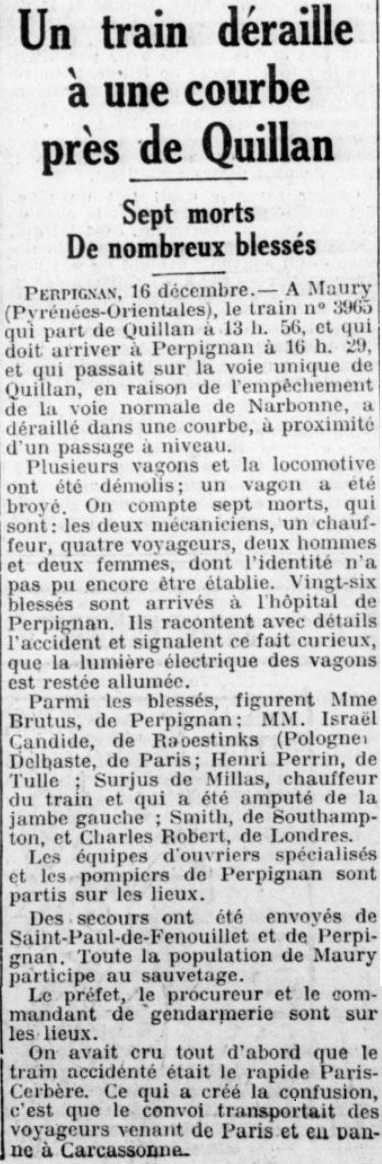 Un train déraille
à une courbe
près de Quillan
Sept morts
De nombreux blessés
PERPIGNAN, 16 décembre.— A Maury
(Pyrénées-Orientales), le train n° 3965
qui part de Quillan à 13 h. 56, et qui
doit arriver à Perpignan à 16 h. 29,
et qui passait sur la voie unique de
Quillan, en raison de l'empêchement
de la voie normale de Narbonne, a
déraillé dans une courbe, à proximité
d'un passage à niveau.
Plusieurs vagons et la locomotive
ont été démolis; un vagon a été
broyé. On compte sept morts, qui
sont: les deux mécaniciens, un chauf-
feur, quatre voyageurs, deux hommes
et deux femmes, dont l'identité n'a
pas pu encore être établie. Vingt-six
blessés sont arrivés à l'hôpital de
Perpignan. Ils racontent avec détails
l'accident et signalent ce fait curieux,
que la lumière électrique des vagons
est restée allumée.
Parmi les blessés, figurent Mme
Brutus, de Perpignan; MM. Israël
Candide, de Raoestinks (Pologne)
Delbaste, de Paris; Henri Perrin, de
Tulle ; Surjus de Millas, chauffeur
du train et qui a été amputé de la
jambe gauche ; Smith, de Southamp-
ton, et Charles Robert, de Londres.
Les équipes d'ouvriers spécialisés
et les pompiers de Perpignan sont
partis sur les lieux.
Des secours ont été envoyés de
Saint-Paul-de-Fenouillet et de Perpi-
gnan. Toute la population de Maury
participe au sauvetage.
Le préfet, le procureur et le com-
mandant de gendarmerie sont sur
les lieux.
On avait cru tout d'abord que le
train accidenté était le rapide Paris-
Cerbère. Ce qui a créé la confusion,
c'est que le convoi transportait des
voyageurs venant de Paris et en pan-
ne à Carcassonne.